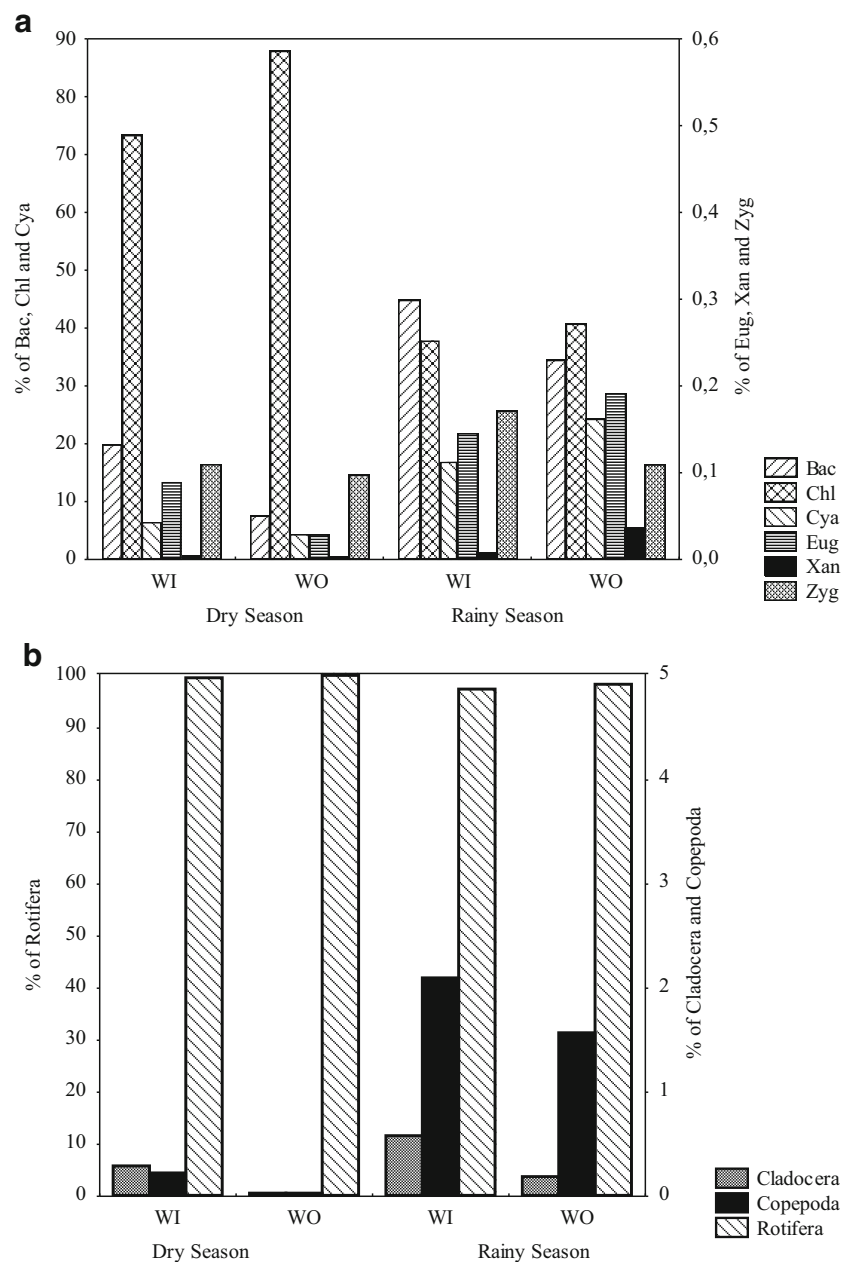 a
90
80
70
60
50
40
30
20
10
0
% of Bac, Chl and Cya
0,6
0,5
0,4
0,3
0,2
0,1
0,0
% of Eug, Xan and Zyg
WI
WO
WI
WO
Dry Season
Rainy Season
Bac
Chl
Cya
Eug
Xan
Zyg
b
100
90
80
70
60
50
40
30
20
10
0
% of Rotifera
5
4
3
2
1
0
% of Cladocera and Copepoda
WI
WO
WI
WO
Dry Season
Rainy Season
Cladocera
Copepoda
Rotifera